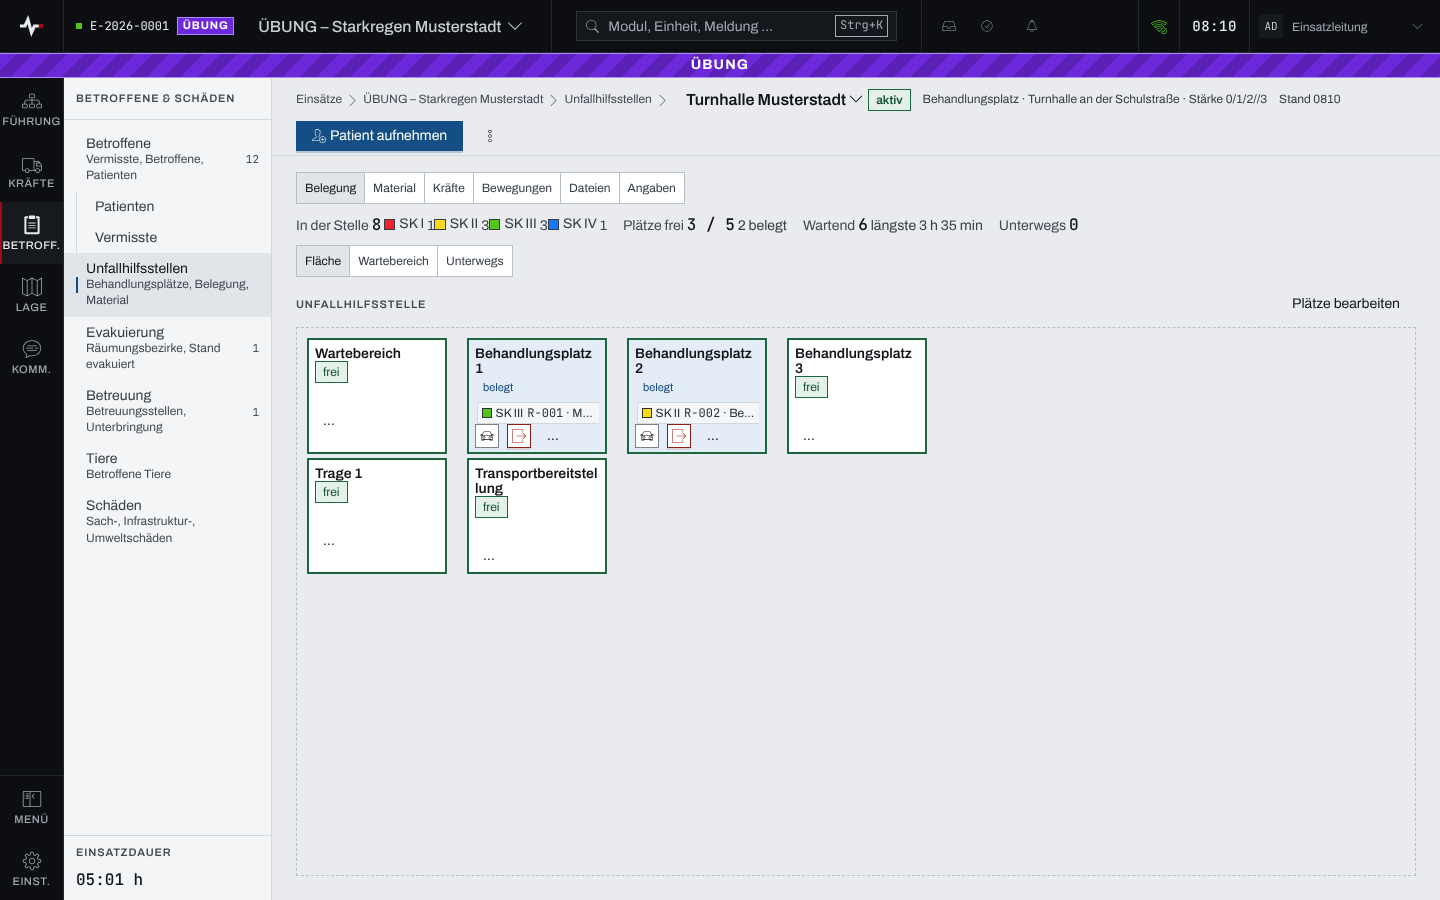 E-2026-0001 ÜBUNG ÜBUNG – Starkregen Musterstadt Modul, Einheit, Meldung ... Strg+K 08:10 AD Einsatzleitung
ÜBUNG
FÜHRUNG
KRÄFTE
BETROFF.
LAGE
KOMM.
MENÜ
EINST.
BETROFFENE & SCHÄDEN
Betroffene
Vermisste, Betroffene, 12
Patienten
Patienten
Vermisste
Unfallhilfsstellen
Behandlungsplätze, Belegung,
Material
Evakuierung
Räumungsbezirke, Stand 1
evakuiert
Betreuung
Betreuungsstellen, 1
Unterbringung
Tiere
Betroffene Tiere
Schäden
Sach-, Infrastruktur-,
Umweltschäden
EINSATZDAUER
05:01 h
Einsätze ÜBUNG – Starkregen Musterstadt Unfallhilfsstellen Turnhalle Musterstadt aktiv Behandlungsplatz · Turnhalle an der Schulstraße · Stärke 0/1/2//3 Stand 0810
Patient aufnehmen
Belegung Material Kräfte Bewegungen Dateien Angaben
In der Stelle 8 SK I 1 SK II 3 SK III 3 SK IV 1 Plätze frei 3 / 5 2 belegt Wartend 6 längste 3 h 35 min Unterwegs 0
Fläche Wartebereich Unterwegs
UNFALLHILFSSTELLE Plätze bearbeiten
Wartebereich
frei
...
Behandlungsplatz
1
belegt
SK III R-001 · M...
...
Behandlungsplatz
2
belegt
SK II R-002 · Be...
...
Behandlungsplatz
3
frei
...
Trage 1
frei
...
Transportbereitstel
lung
frei
...